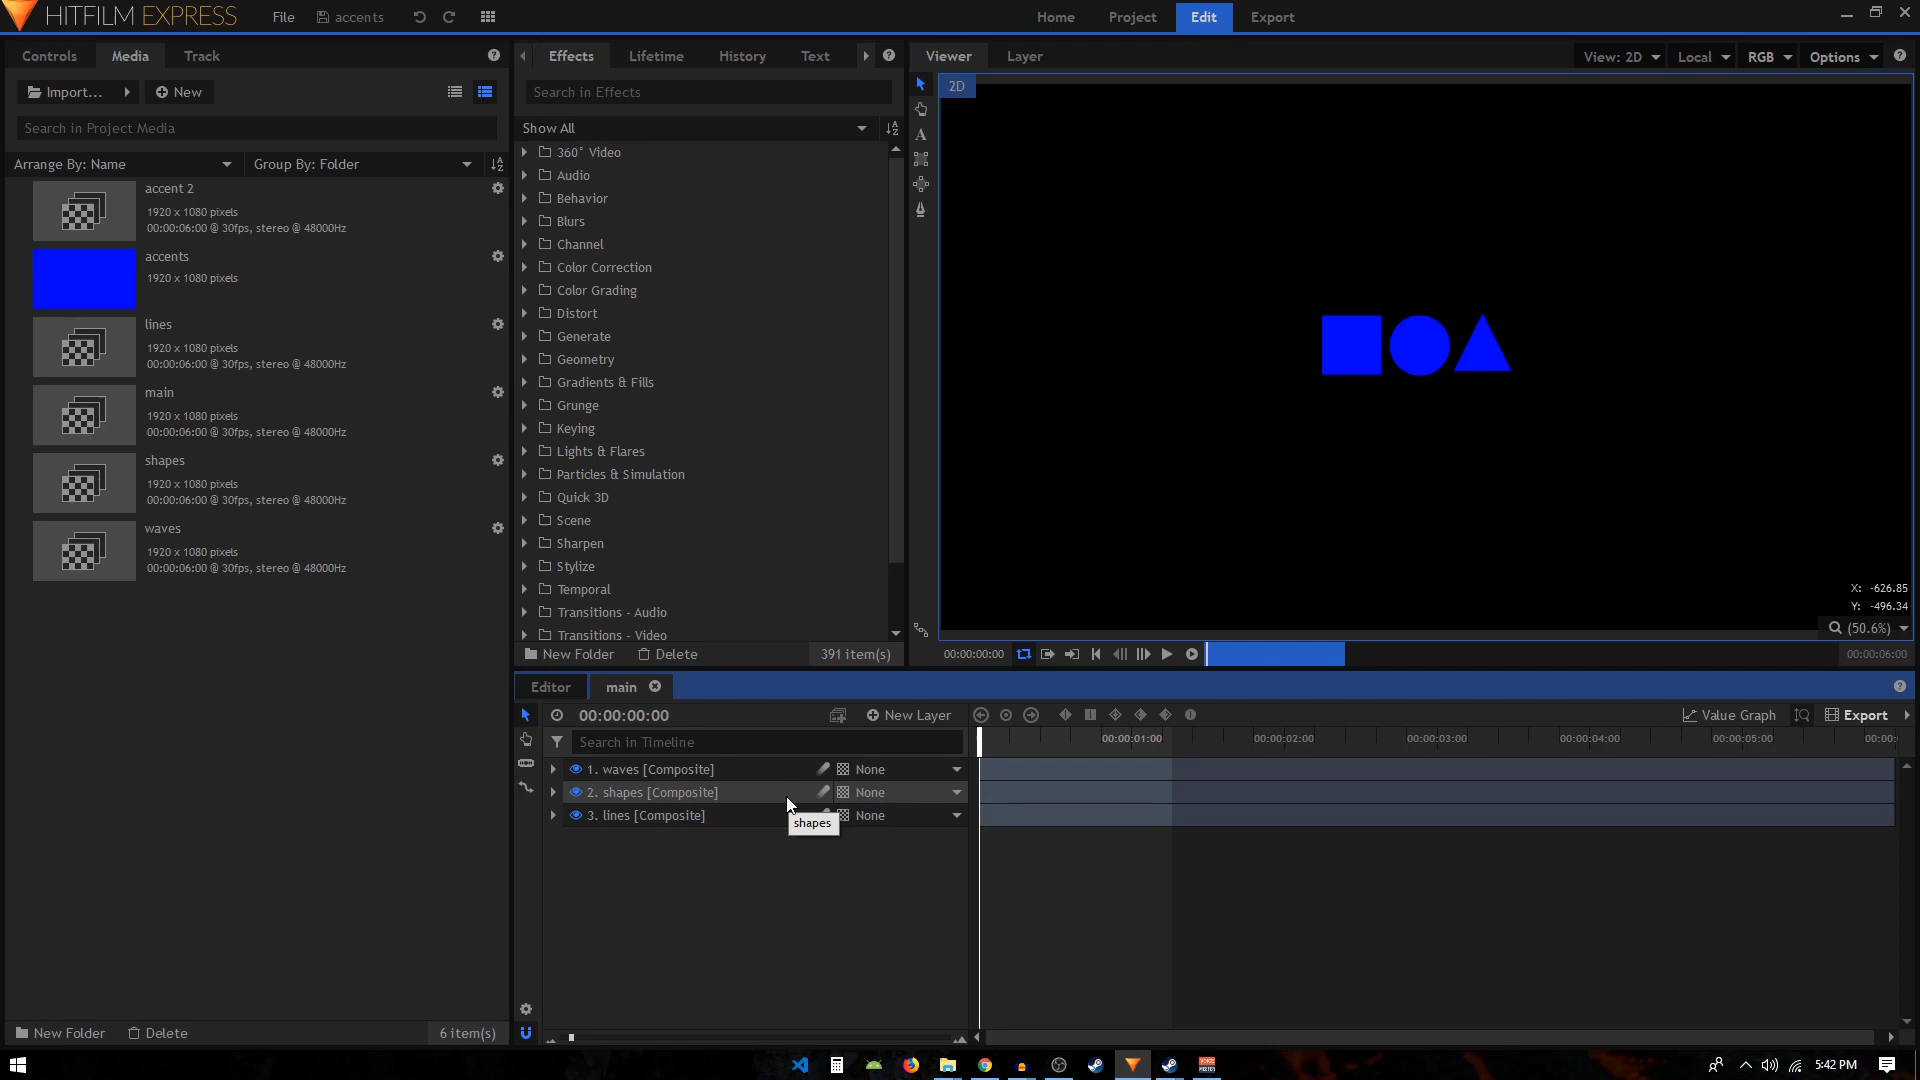 HITFILM EXPRESS
File
accents
Home
Project
Edit
Export
Controls
Media
Track
Import...
New
Search in Project Media
Arrange By: Name
Group By: Folder
accent 2
1920 x 1080 pixels
00:00:06:00 @ 30fps, stereo @ 48000Hz
accents
1920 x 1080 pixels
lines
1920 x 1080 pixels
00:00:06:00 @ 30fps, stereo @ 48000Hz
main
1920 x 1080 pixels
00:00:06:00 @ 30fps, stereo @ 48000Hz
shapes
1920 x 1080 pixels
00:00:06:00 @ 30fps, stereo @ 48000Hz
waves
1920 x 1080 pixels
00:00:06:00 @ 30fps, stereo @ 48000Hz
New Folder
Delete
6 item(s)
Effects
Lifetime
History
Text
Search in Effects
Show All
360° Video
Audio
Behavior
Blurs
Channel
Color Correction
Color Grading
Distort
Generate
Geometry
Gradients & Fills
Grunge
Keying
Lights & Flares
Particles & Simulation
Quick 3D
Scene
Sharpen
Stylize
Temporal
Transitions - Audio
Transitions - Video
New Folder
Delete
391 item(s)
Viewer
Layer
View: 2D
Local
RGB
Options
2D
X: -626.85
Y: -496.34
(50.6%)
00:00:00:00
00:00:06:00
Editor
main
00:00:00:00
New Layer
Value Graph
Export
Search in Timeline
00:00:01:00
00:00:02:00
00:00:03:00
00:00:04:00
00:00:05:00
00:00:
1. waves [Composite]
None
2. shapes [Composite]
None
3. lines [Composite]
None
shapes
5:42 PM